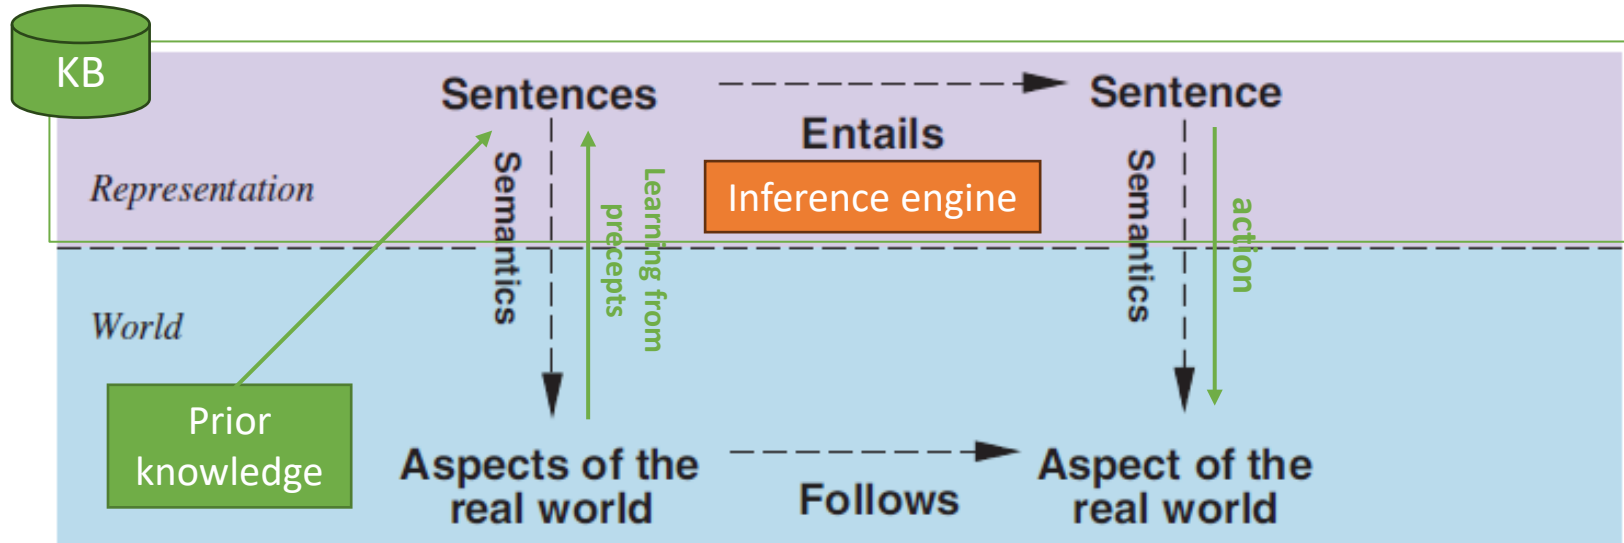 KB
Sentences
Sentence
Entails
Representation
Semantics
Learning from
precepts
Inference engine
Semantics
action
World
Prior
knowledge
Aspects of the
real world
Follows
Aspect of the
real world